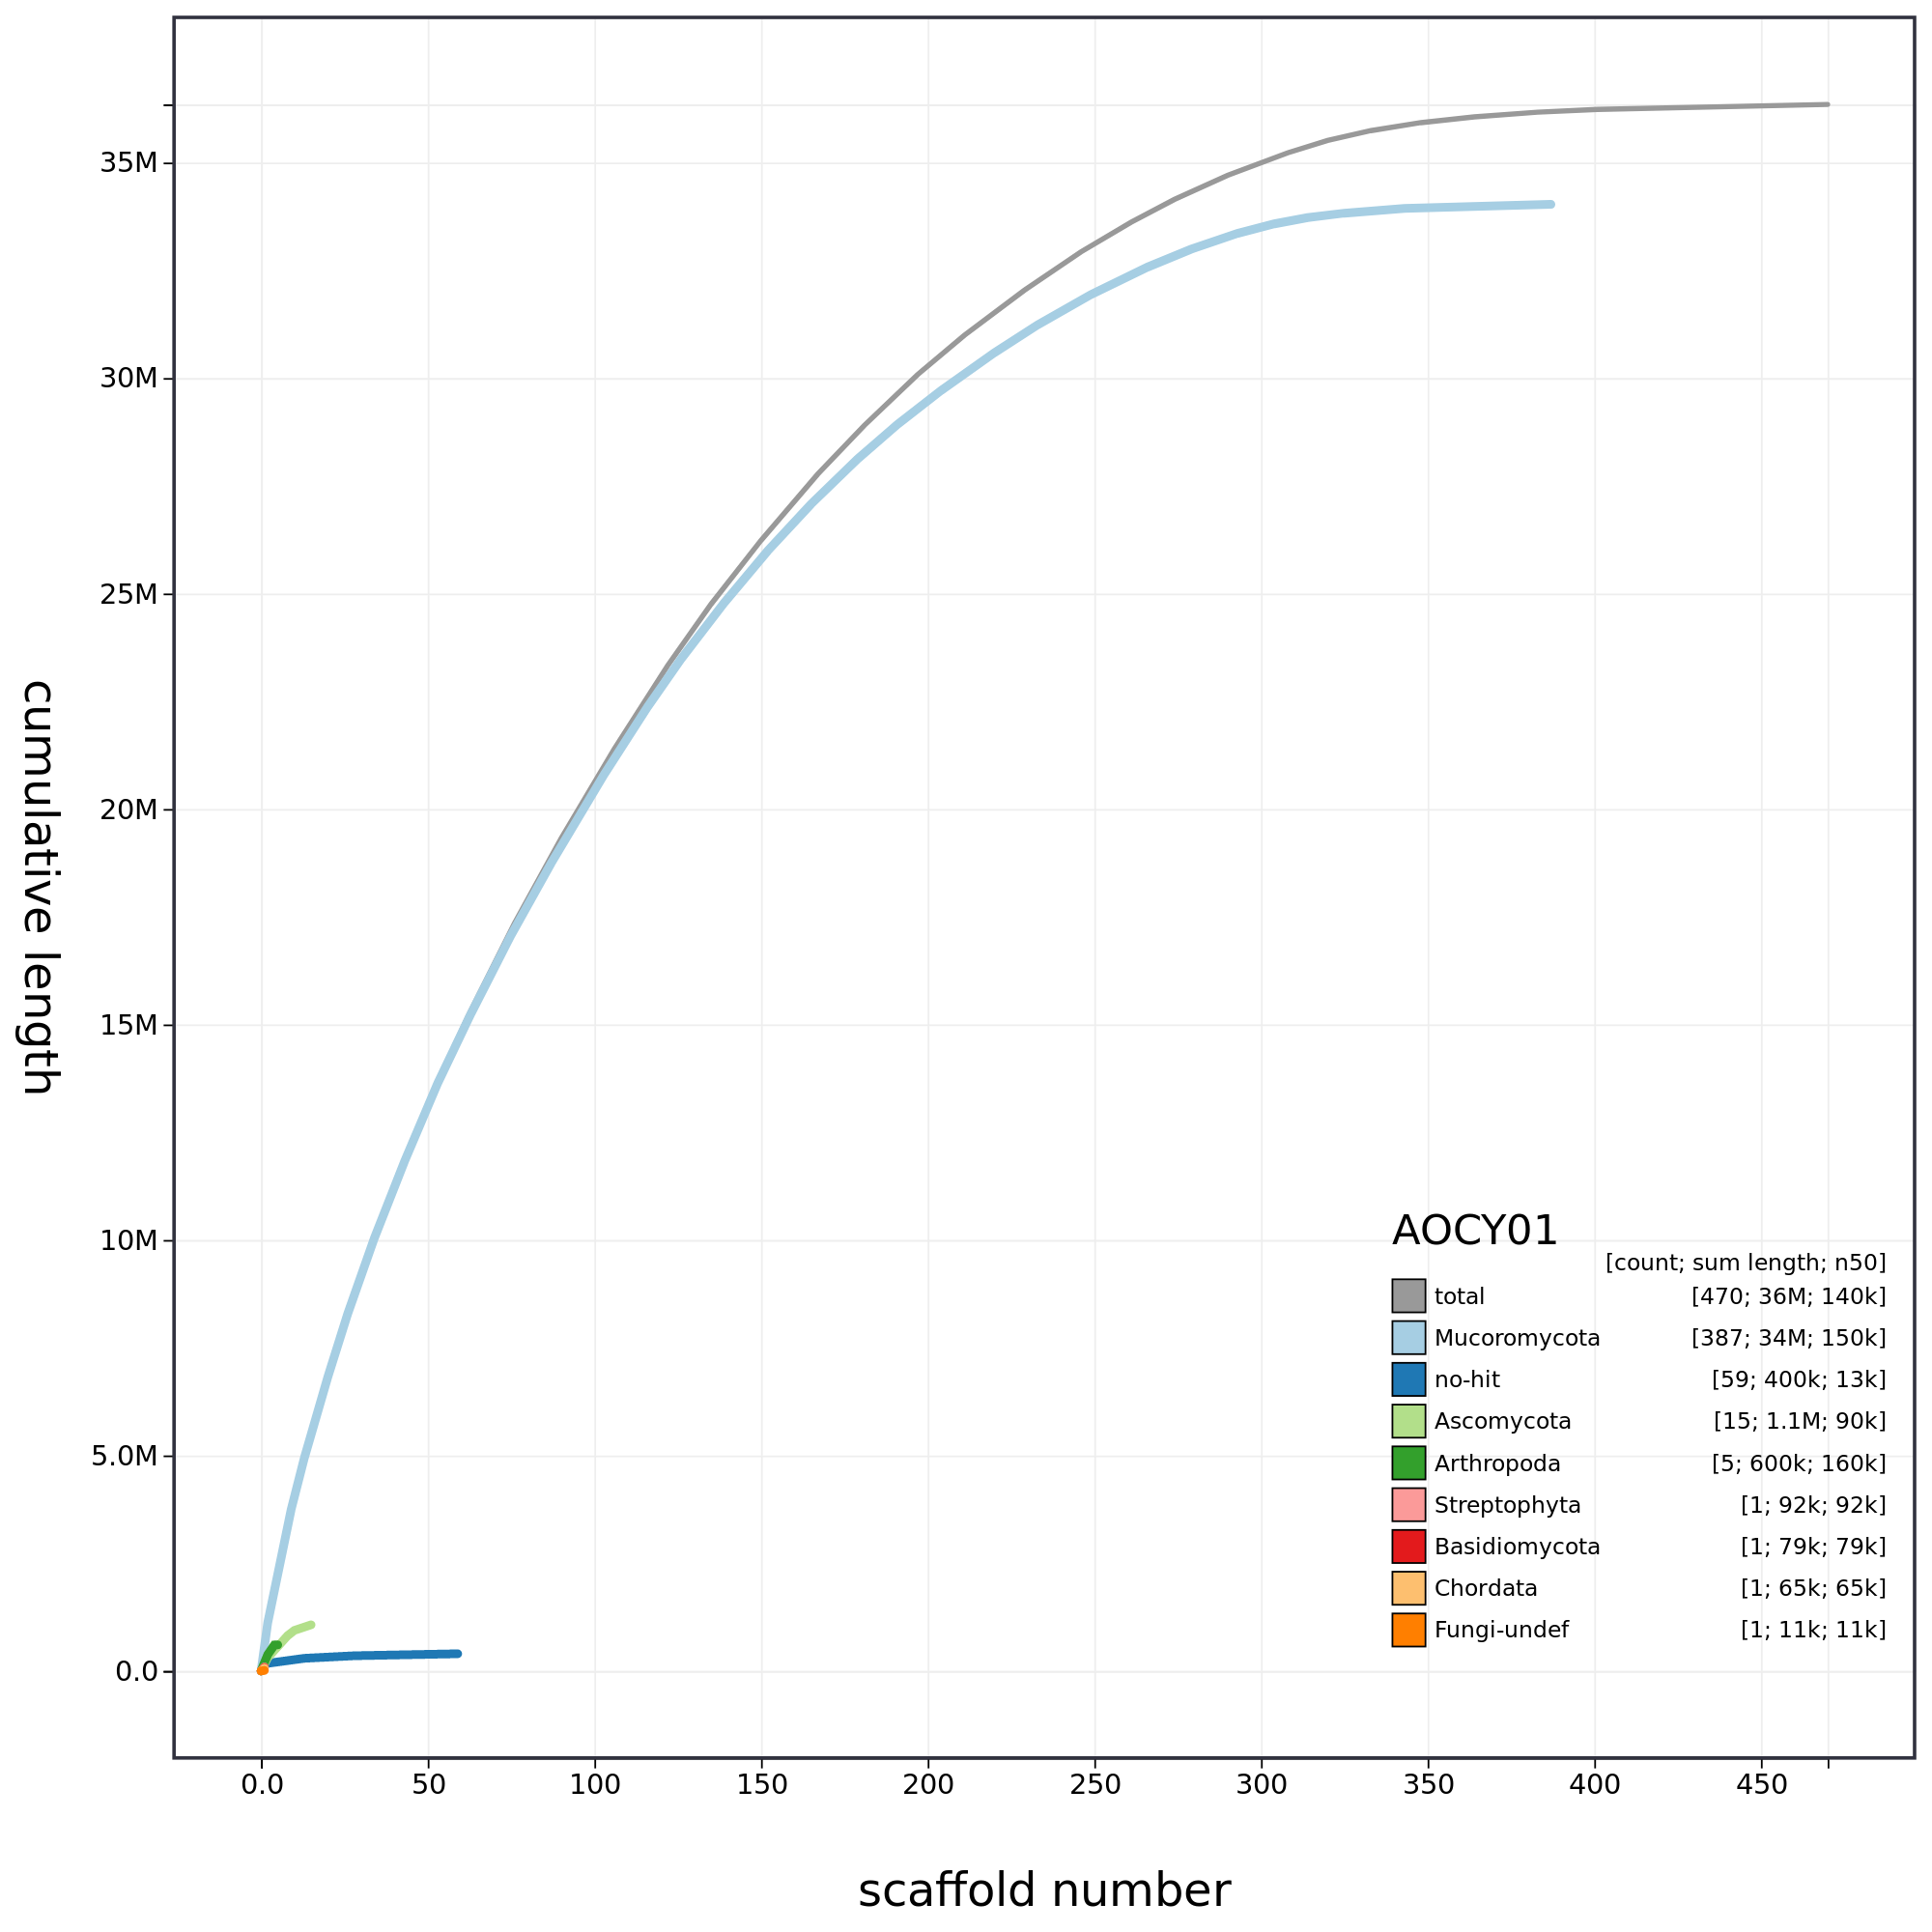 cumulative length
35M
30M
25M
20M
15M
10M
5.0M
0.0
AOCY01
[count; sum length; n50]
total [470; 36M; 140k]
Mucoromycota [387; 34M; 150k]
no-hit [59; 400k; 13k]
Ascomycota [15; 1.1M; 90k]
Arthropoda [5; 600k; 160k]
Streptophyta [1; 92k; 92k]
Basidiomycota [1; 79k; 79k]
Chordata [1; 65k; 65k]
Fungi-undef [1; 11k; 11k]
0.0 50 100 150 200 250 300 350 400 450
scaffold number